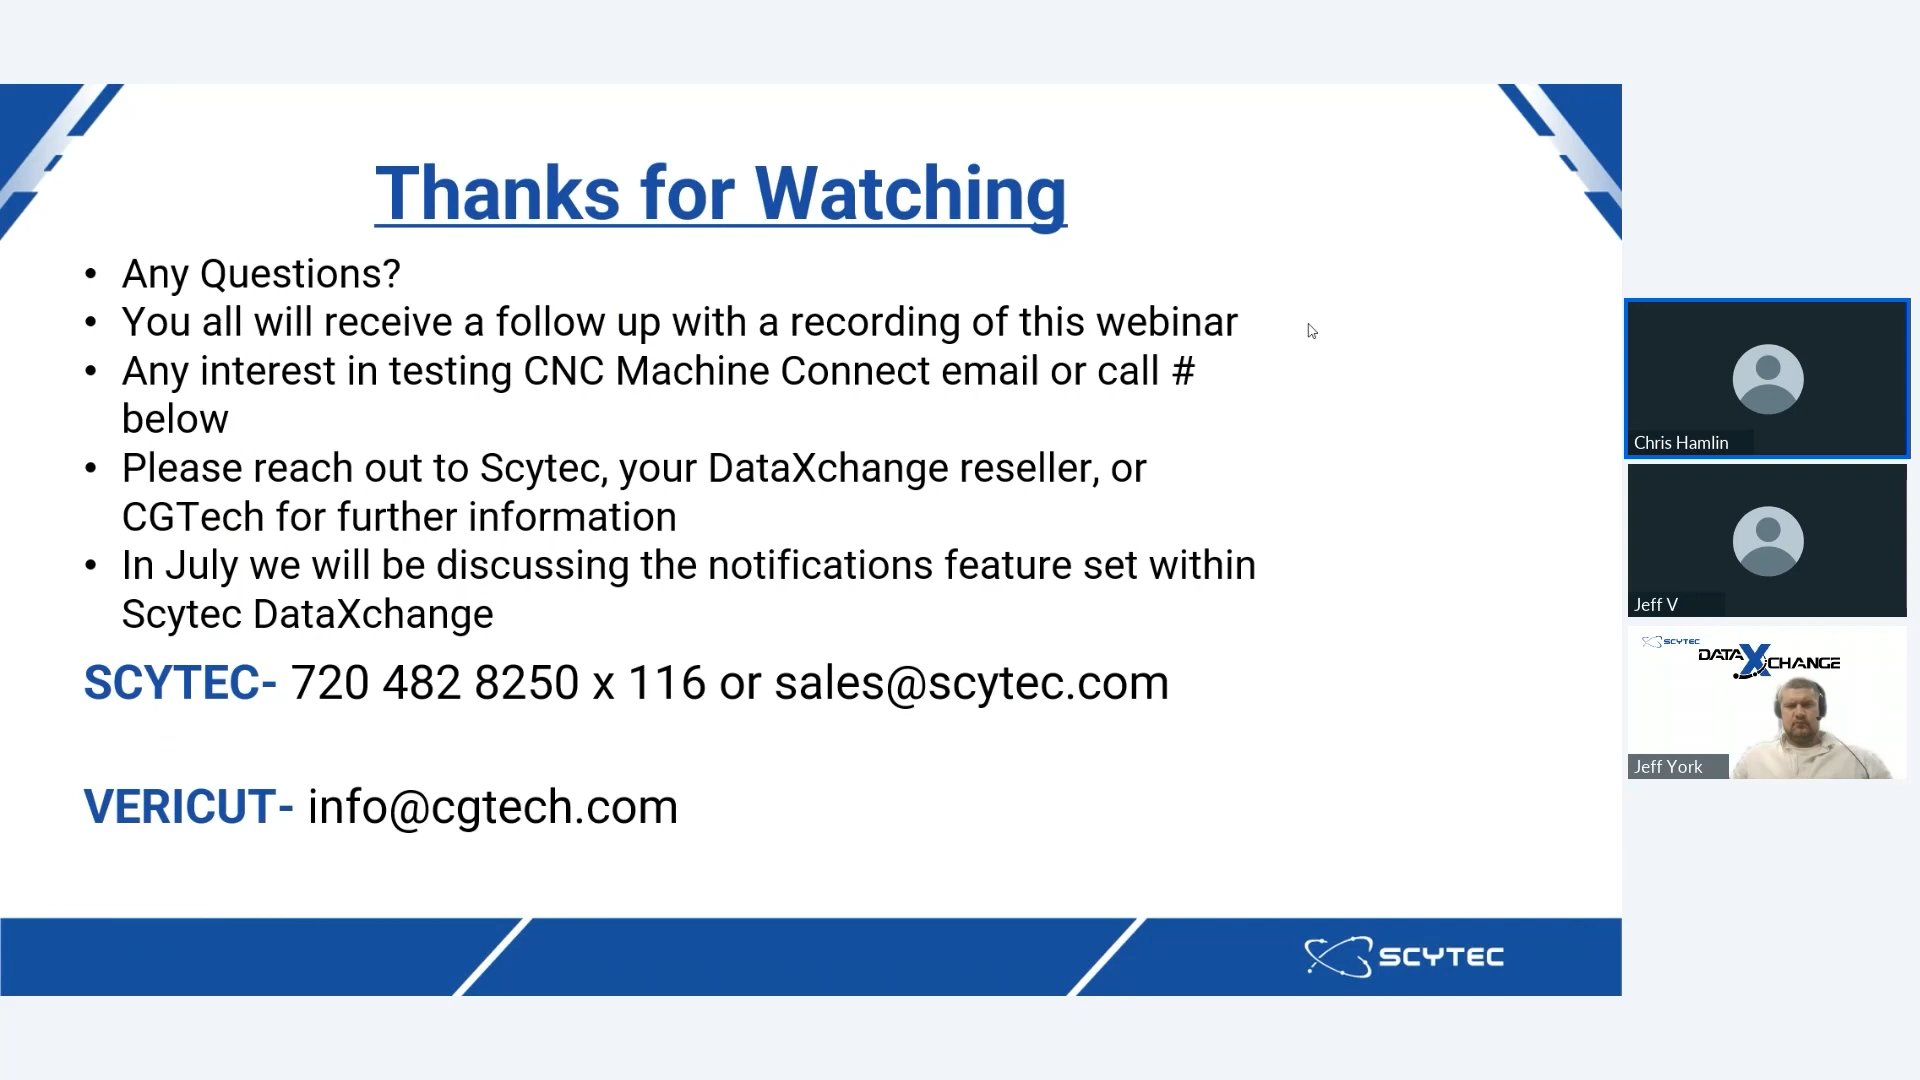 Thanks for Watching
• Any Questions?
• You all will receive a follow up with a recording of this webinar
• Any interest in testing CNC Machine Connect email or call #
below
• Please reach out to Scytec, your DataXchange reseller, or
CGTech for further information
• In July we will be discussing the notifications feature set within
Scytec DataXchange
SCYTEC- 720 482 8250 x 116 or sales@scytec.com
VERICUT- info@cgtech.com
SCYTEC
Chris Hamlin
Jeff V
SCYTEC
DATAXCHANGE
Jeff York